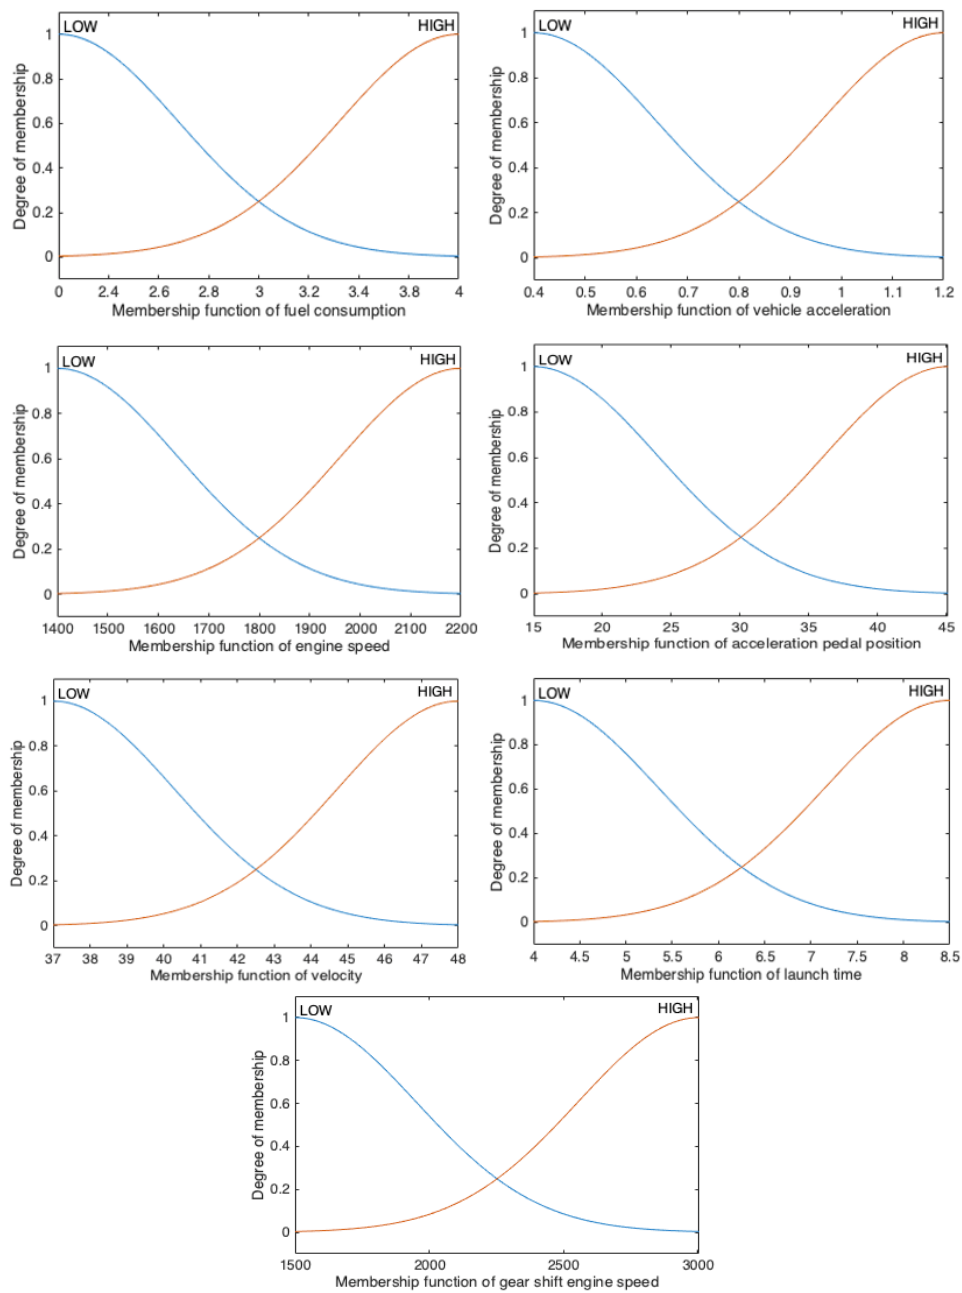 LOW HIGH
1
0.8
0.6
0.4
0.2
0
Degree of membership
0 2.4 2.6 2.8 3 3.2 3.4 3.8 4
Membership function of fuel consumption
LOW HIGH
1
0.8
0.6
0.4
0.2
0
Degree of membership
0.4 0.5 0.6 0.7 0.8 0.9 1 1.1 1.2
Membership function of vehicle acceleration
LOW HIGH
1
0.8
0.6
0.4
0.2
0
Degree of membership
1400 1500 1600 1700 1800 1900 2000 2100 2200
Membership function of engine speed
LOW HIGH
1
0.8
0.6
0.4
0.2
0
Degree of membership
15 20 25 30 35 40 45
Membership function of acceleration pedal position
LOW HIGH
1
0.8
0.6
0.4
0.2
0
Degree of membership
37 38 39 40 41 42 43 44 45 46 47 48
Membership function of velocity
LOW HIGH
1
0.8
0.6
0.4
0.2
0
Degree of membership
4 4.5 5 5.5 6 6.5 7 7.5 8 8.5
Membership function of launch time
LOW HIGH
1
0.8
0.6
0.4
0.2
0
Degree of membership
1500 2000 2500 3000
Membership function of gear shift engine speed